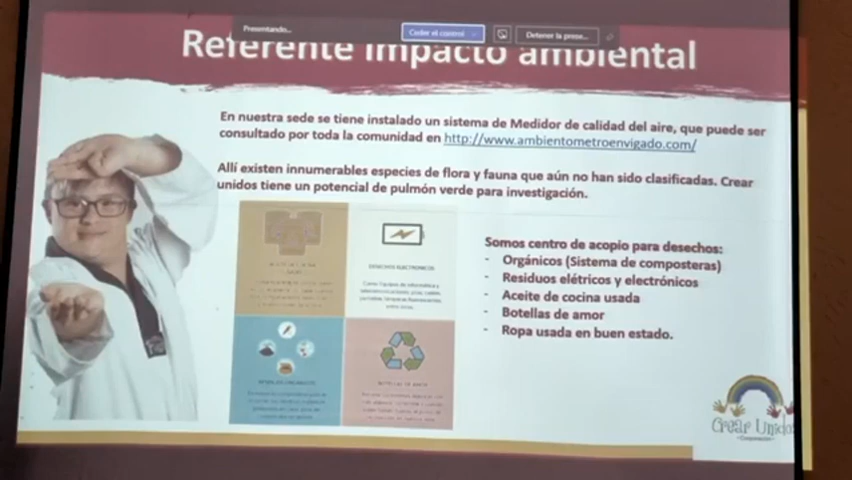 Presentando...
Ceder el control
Detener la prese...
Referente impacto ambiental
En nuestra sede se tiene instalado un sistema de Medidor de calidad del aire, que puede ser
consultado por toda la comunidad en http://www.ambientometroenvigado.com/
Allí existen innumerables especies de flora y fauna que aún no han sido clasificadas. Crear
unidos tiene un potencial de pulmón verde para investigación.
DESECHOS ELECTRONICOS
Somos centro de acopio para desechos:
- Orgánicos (Sistema de composteras)
- Residuos elétricos y electrónicos
- Aceite de cocina usada
- Botellas de amor
- Ropa usada en buen estado.
Crear Unidos